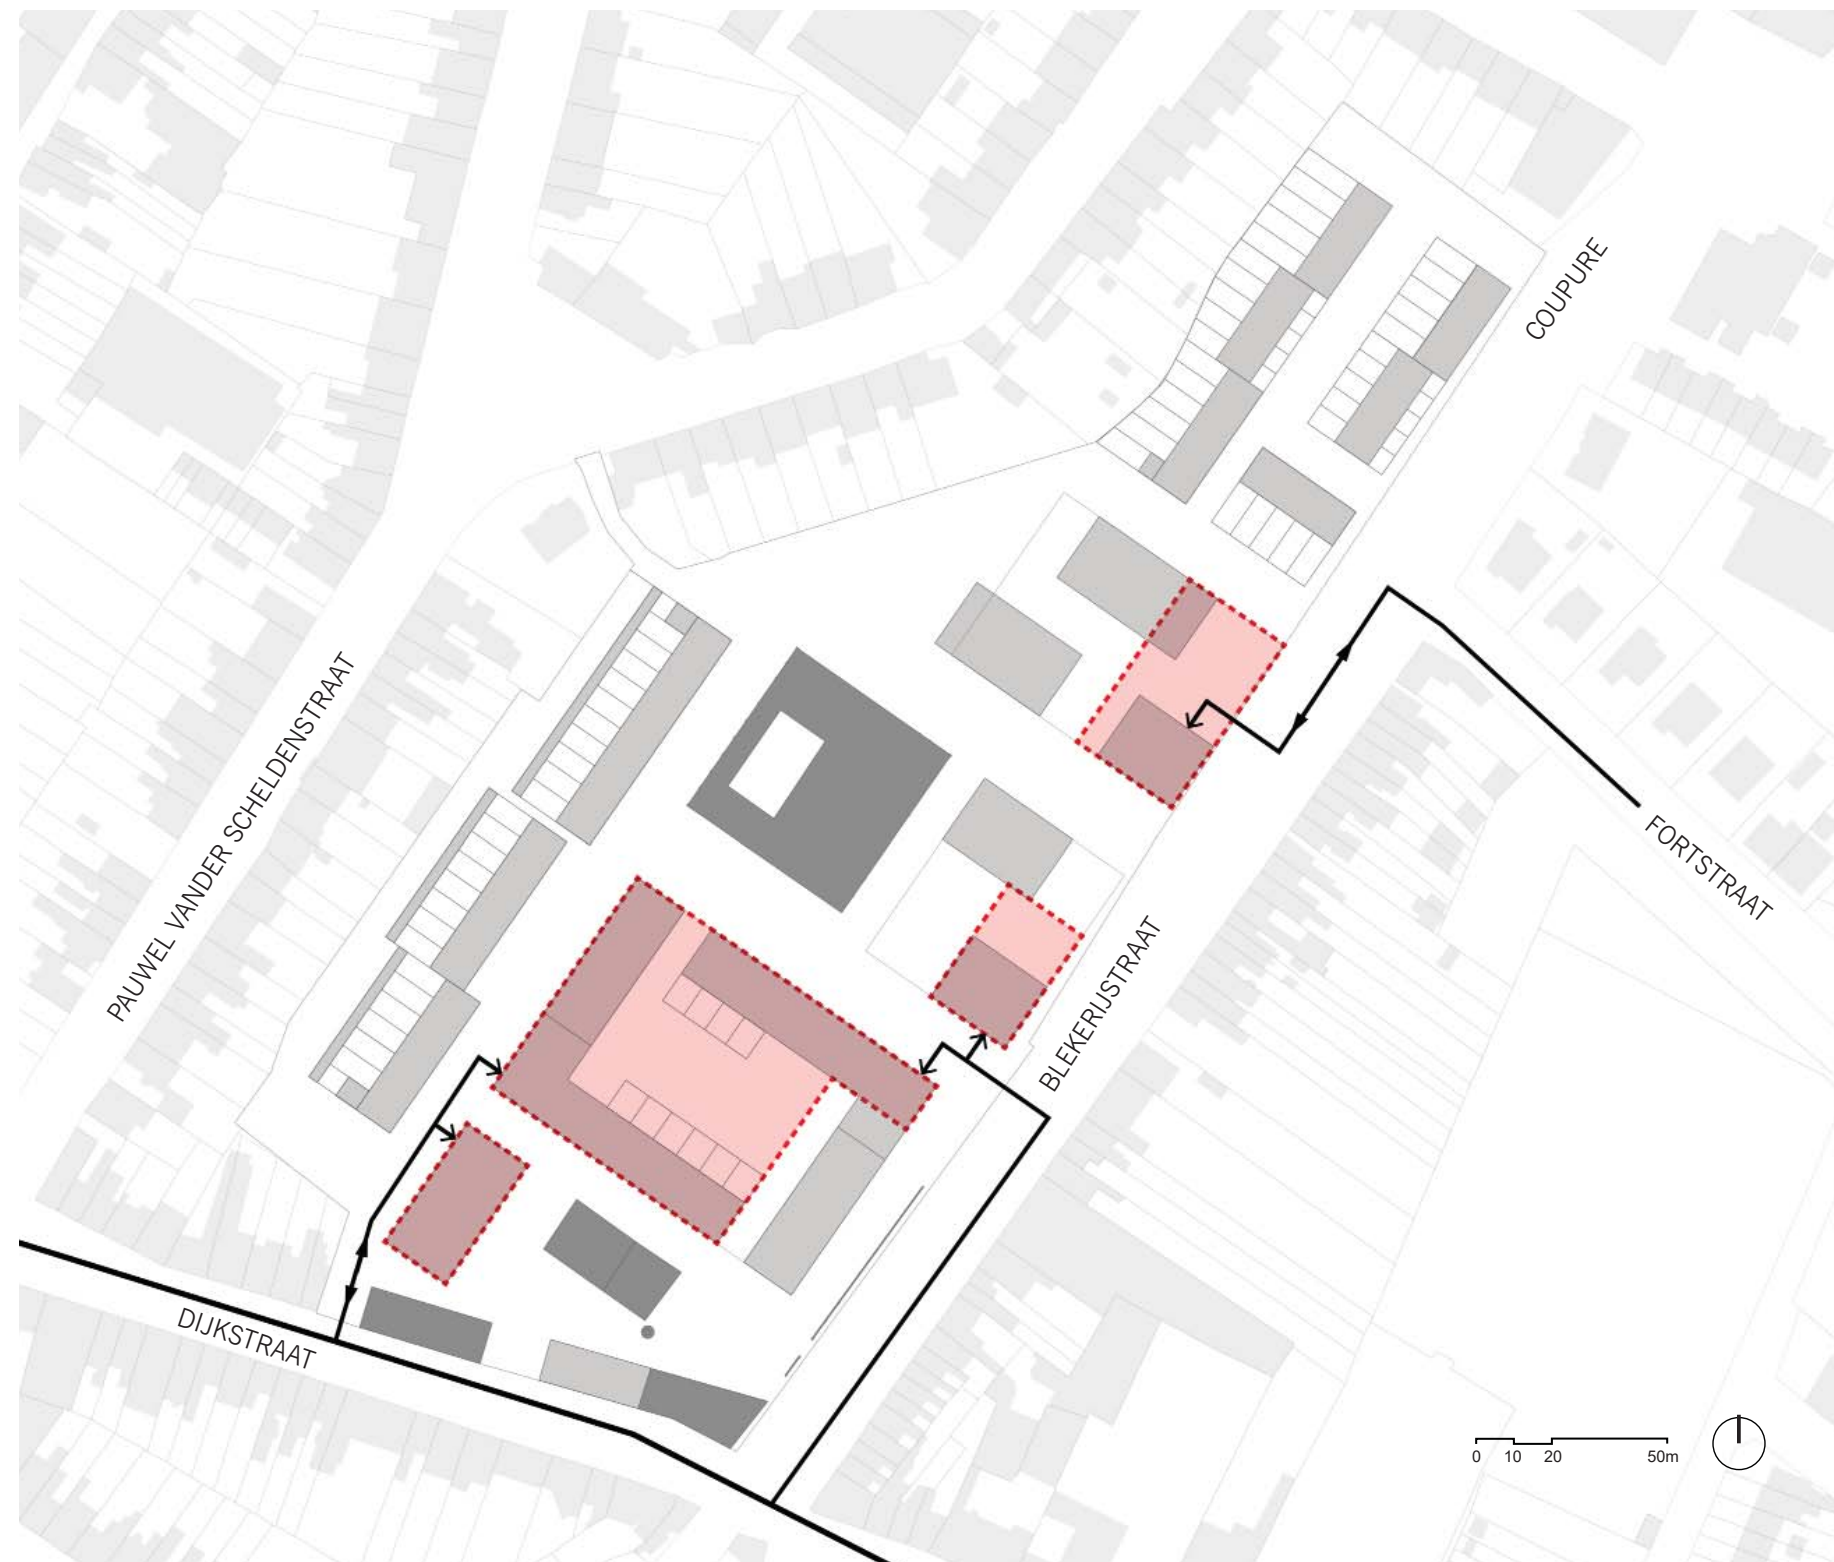 COUPURE
PAUWEL VANDER SCHELDENSTRAAT
FORTSTRAAT
BLEKERIJSTRAAT
DIJKSTRAAT
0 10 20 50m